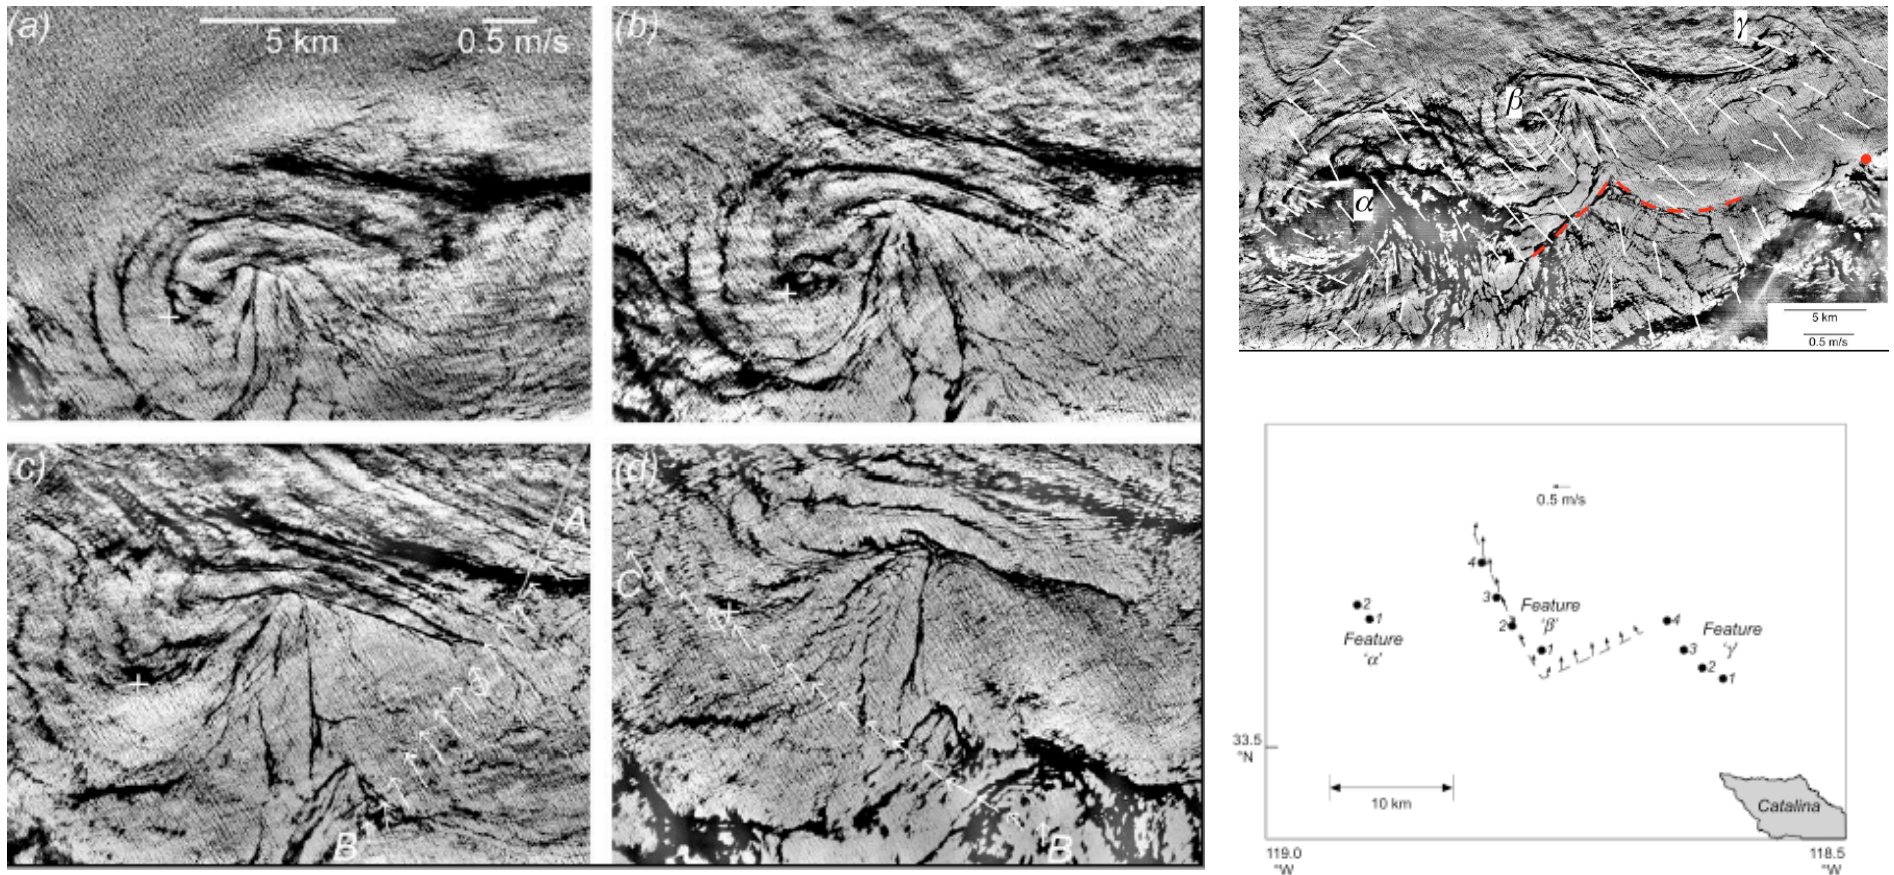 (a)
5 km
0.5 m/s
(b)
(c)
A
B
(d)
C
B
γ
β
α
5 km
0.5 m/s
0.5 m/s
4
3
2
1
Feature
'β'
2
1
Feature
'α'
4
3
2
1
Feature
'γ'
33.5
°N
10 km
Catalina
119.0
°W
118.5
°W